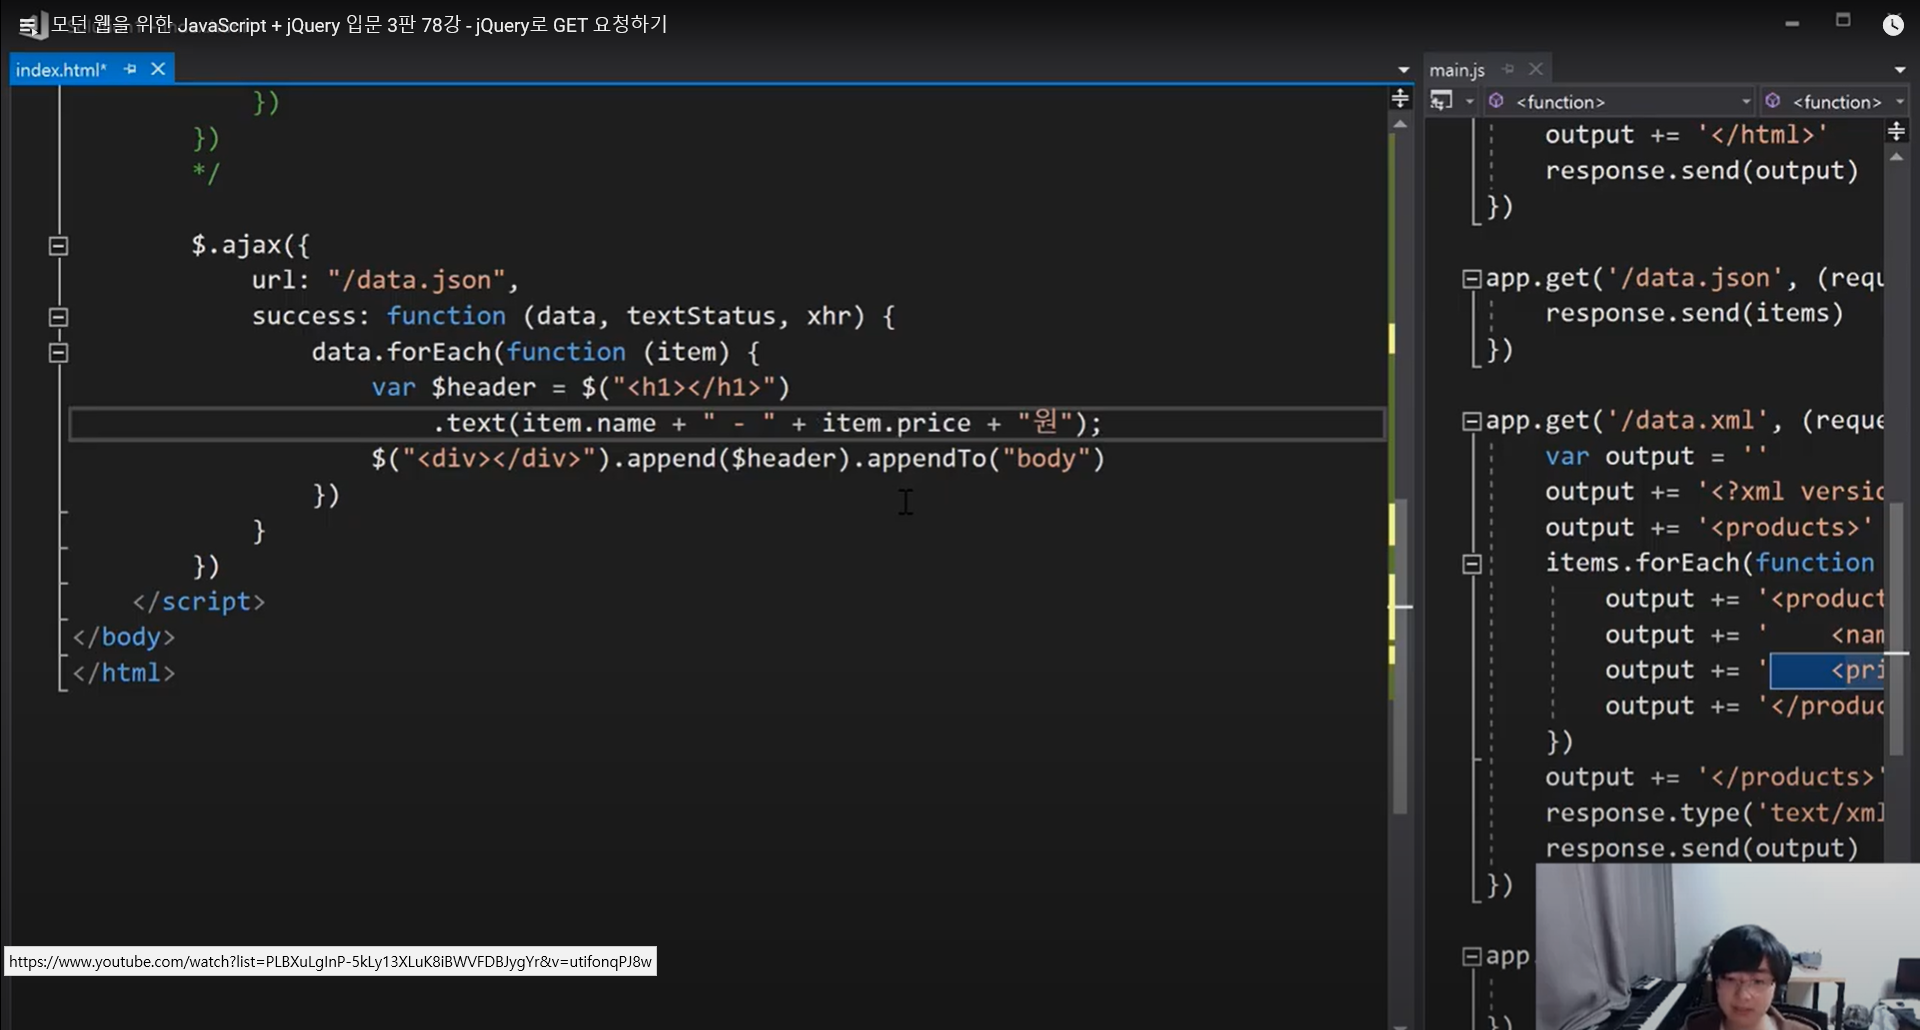 모던 웹을 위한 JavaScript + jQuery 입문 3판 78강 - jQuery로 GET 요청하기
index.html*
})
})
*/
$.ajax({
url: "/data.json",
success: function (data, textStatus, xhr) {
data.forEach(function (item) {
var $header = $("<h1></h1>")
.text(item.name + " - " + item.price + "원");
$("<div></div>").append($header).appendTo("body")
})
}
})
</script>
</body>
</html>
https://www.youtube.com/watch?list=PLBXuLgInP-5kLy13XLuK8iBWVFDBJygYr&v=utifonqPJ8w
main.js
<function> <function>
output += '</html>'
response.send(output)
})
app.get('/data.json', (requ
response.send(items)
})
app.get('/data.xml', (reque
var output = ''
output += '<?xml versio
output += '<products>'
items.forEach(function
output += '<product
output += ' <nam
output += ' <pri
output += '</produc
})
output += '</products>'
response.type('text/xml
response.send(output)
})
app.
})